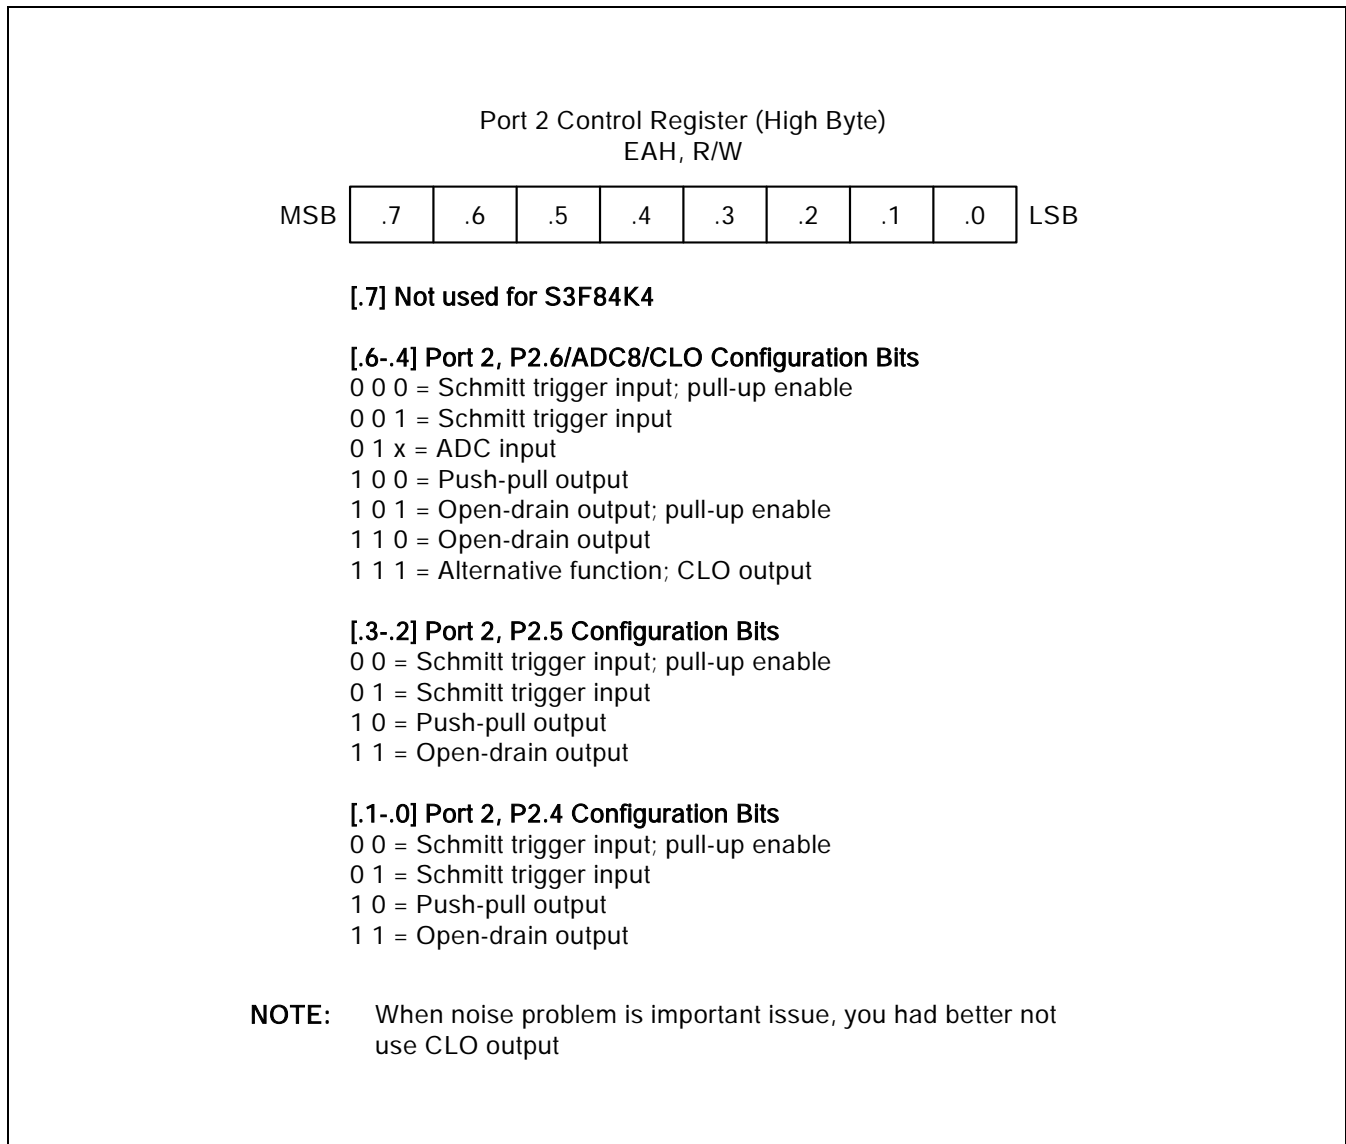 Port 2 Control Register (High Byte)
EAH, R/W
MSB .7 .6 .5 .4 .3 .2 .1 .0 LSB
[.7] Not used for S3F84K4
[.6-.4] Port 2, P2.6/ADC8/CLO Configuration Bits
0 0 0 = Schmitt trigger input; pull-up enable
0 0 1 = Schmitt trigger input
0 1 x = ADC input
1 0 0 = Push-pull output
1 0 1 = Open-drain output; pull-up enable
1 1 0 = Open-drain output
1 1 1 = Alternative function; CLO output
[.3-.2] Port 2, P2.5 Configuration Bits
0 0 = Schmitt trigger input; pull-up enable
0 1 = Schmitt trigger input
1 0 = Push-pull output
1 1 = Open-drain output
[.1-.0] Port 2, P2.4 Configuration Bits
0 0 = Schmitt trigger input; pull-up enable
0 1 = Schmitt trigger input
1 0 = Push-pull output
1 1 = Open-drain output
NOTE: When noise problem is important issue, you had better not
use CLO output